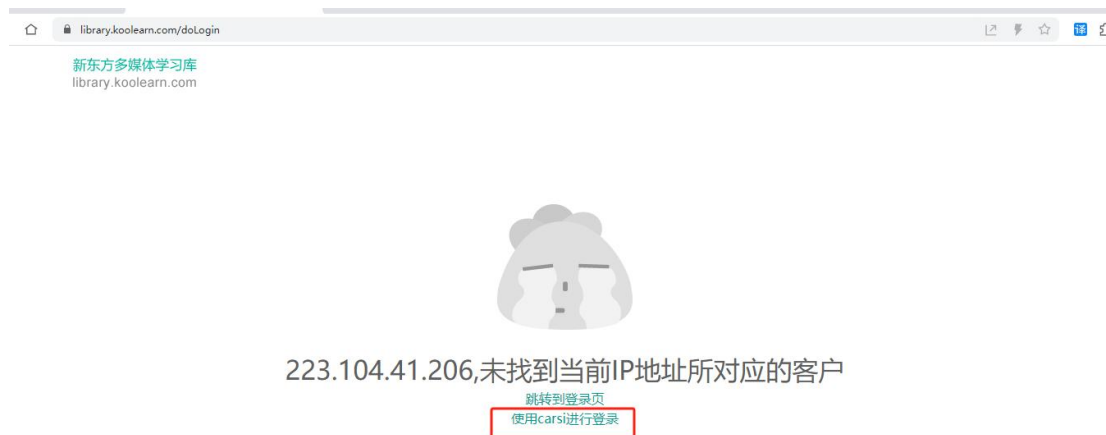 library.koolearn.com/doLogin
译
新东方多媒体学习库
library.koolearn.com
223.104.41.206,未找到当前IP地址所对应的客户
跳转到登录页
使用carsi进行登录